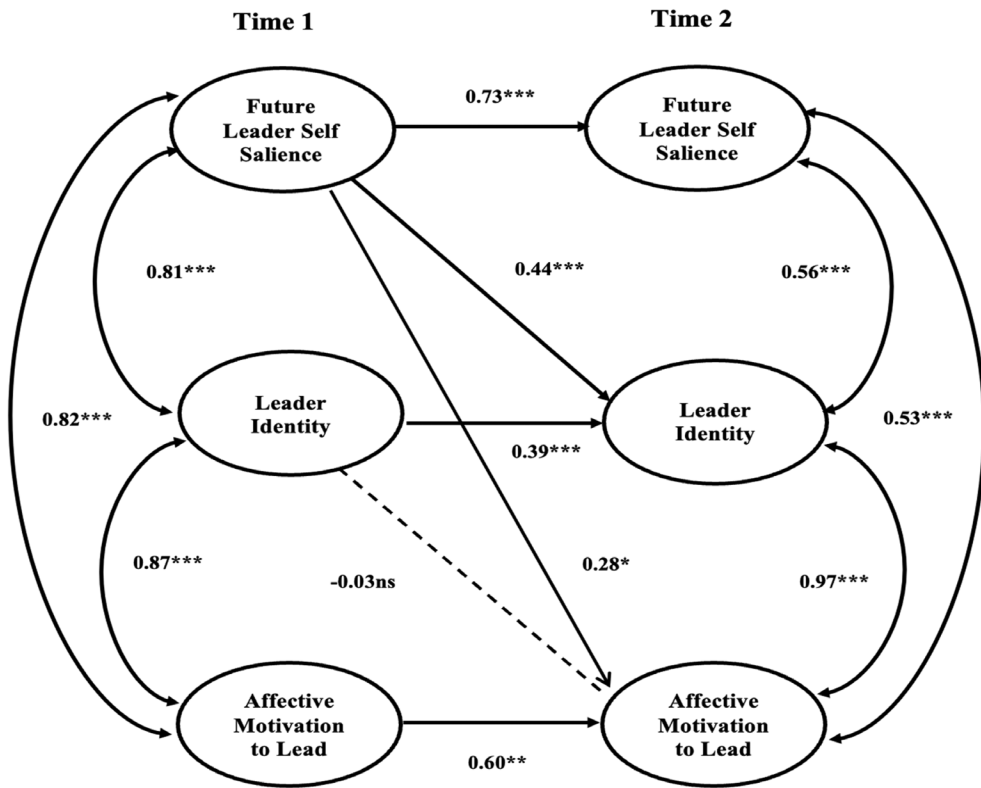 Time 1
Time 2
Future
Leader Self
Salience
0.73***
Future
Leader Self
Salience
0.81***
0.44***
0.56***
Leader
Identity
Leader
Identity
0.82***
0.39***
0.53***
0.87***
-0.03ns
0.28*
0.97***
Affective
Motivation
to Lead
Affective
Motivation
to Lead
0.60**